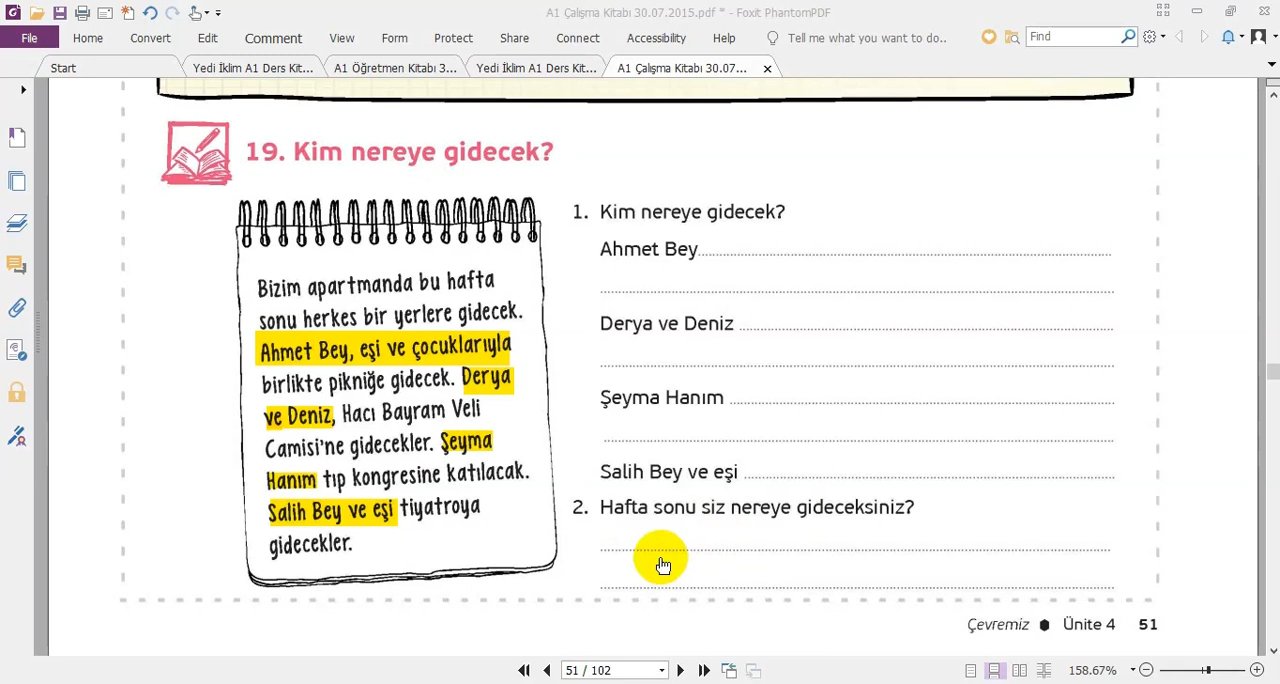 A1 Çalışma Kitabı 30.07.2015.pdf * - Foxit PhantomPDF
File Home Convert Edit Comment View Form Protect Share Connect Accessibility Help Tell me what you want to do.. Find
Start Yedi İklim A1 Ders Kit... A1 Öğretmen Kitabı 3... Yedi İklim A1 Ders Kit... A1 Çalışma Kitabı 30.07...
19. Kim nereye gidecek?
Bizim apartmanda bu hafta
sonu herkes bir yerlere gidecek.
Ahmet Bey, eşi ve çocuklarıyla
birlikte pikniğe gidecek. Derya
ve Deniz, Hacı Bayram Veli
Camisi'ne gidecekler. Şeyma
Hanım tıp kongresine katılacak.
Salih Bey ve eşi tiyatroya
gidecekler.
1. Kim nereye gidecek?
Ahmet Bey
Derya ve Deniz
Şeyma Hanım
Salih Bey ve eşi
2. Hafta sonu siz nereye gideceksiniz?
Çevremiz ● Ünite 4 51
51 / 102 158.67%